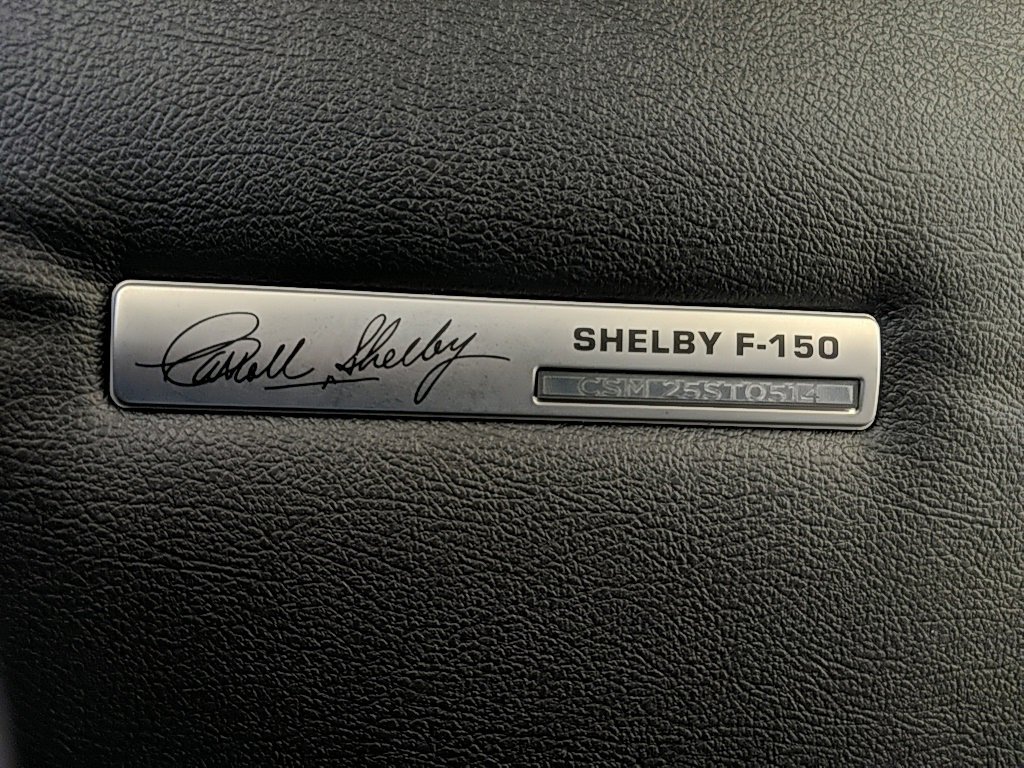 Carroll Shelby
SHELBY F-150
CSM 25ST0514